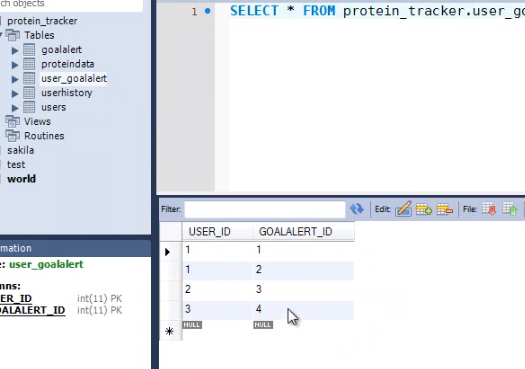 ch objects
protein_tracker
Tables
goalalert
proteindata
user_goalalert
userhistory
users
Views
Routines
sakila
test
world
1 SELECT * FROM protein_tracker.user_go
Filter: Edit: File:
USER_ID GOALALERT_ID
1 1
1 2
2 3
3 4
NULL NULL
mation
e: user_goalalert
mns:
ER_ID int(11) PK
OALALERT_ID int(11) PK